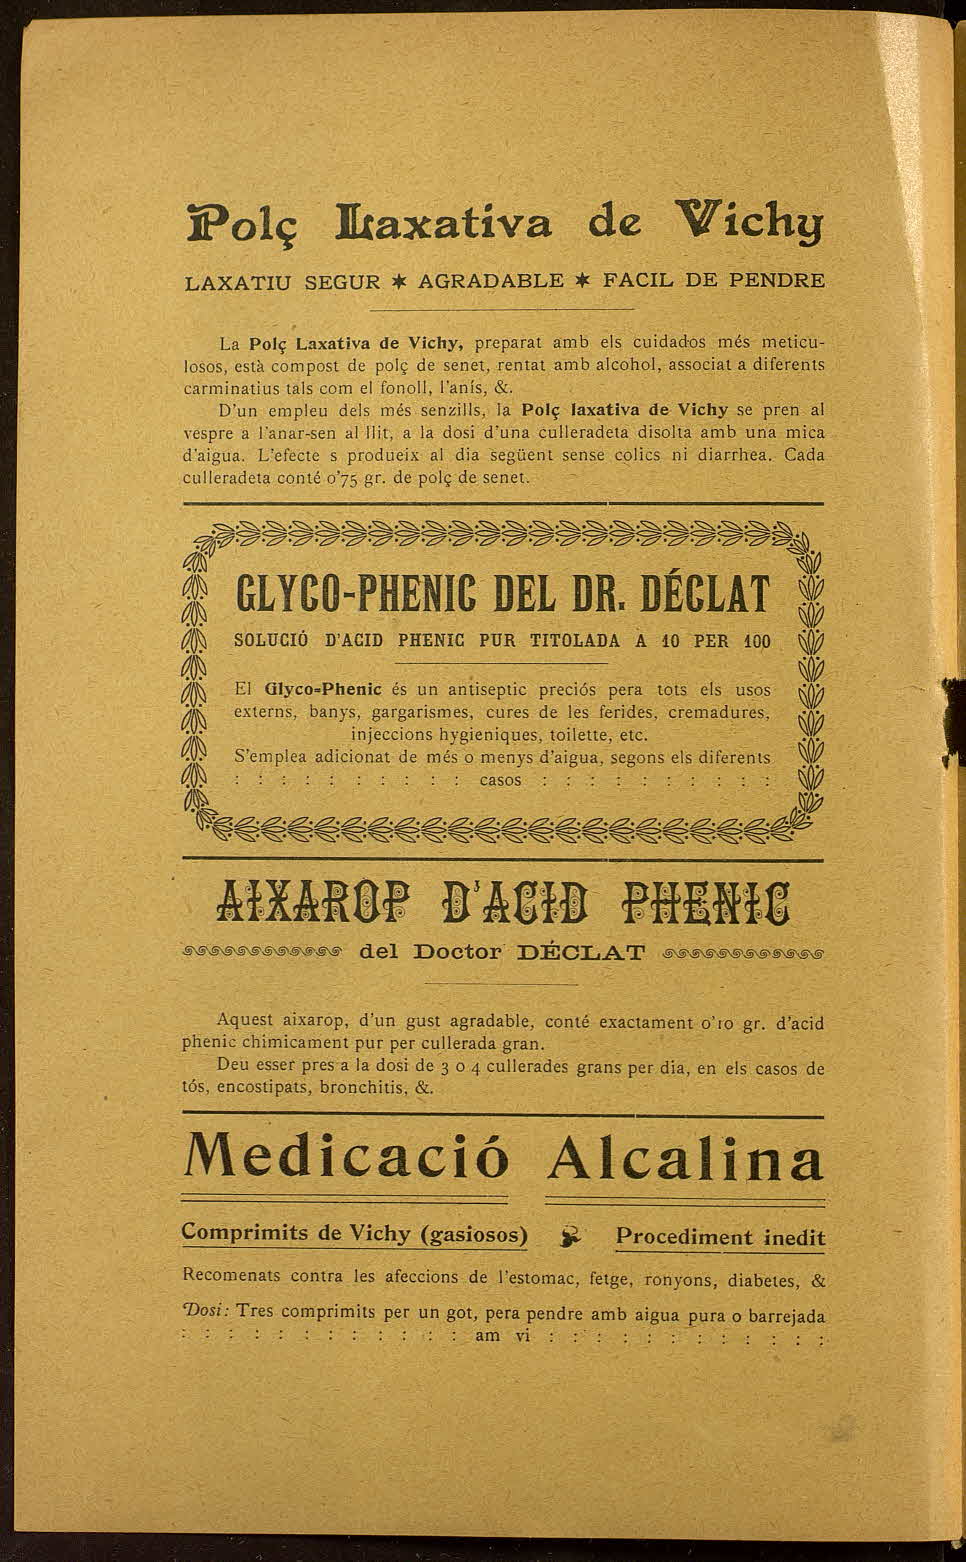 Polç Laxativa de Vichy
LAXATIU SEGUR ✶ AGRADABLE ✶ FACIL DE PENDRE
La Polç Laxativa de Vichy, preparat amb els cuidados més meticu-
losos, està compost de polç de senet, rentat amb alcohol, associat a diferents
carminatius tals com el fonoll, l'anís, &.
D'un empleu dels més senzills, la Polç laxativa de Vichy se pren al
vespre a l'anar-sen al llit, a la dosi d'una culleradeta disolta amb una mica
d'aigua. L'efecte s produeix al dia següent sense colics ni diarrhea. Cada
culleradeta conté 0'75 gr. de polç de senet.
GLYCO-PHENIC DEL DR. DÉCLAT
SOLUCIÓ D'ACID PHENIC PUR TITOLADA À 10 PER 100
El Glyco-Phenic és un antiseptic preciós pera tots els usos
externs, banys, gargarismes, cures de les ferides, cremadures,
injeccions hygieniques, toilette, etc.
S'emplea adicionat de més o menys d'aigua, segons els diferents
: : : : : : : : : : casos : : : : : : : : : :
AIXAROP D'ACID PHENIC
del Doctor DÉCLAT
Aquest aixarop, d'un gust agradable, conté exactament 0'10 gr. d'acid
phenic chimicament pur per cullerada gran.
Deu esser pres a la dosi de 3 o 4 cullerades grans per dia, en els casos de
tós, encostipats, bronchitis, &.
Medicació Alcalina
Comprimits de Vichy (gasiosos) Procediment inedit
Recomenats contra les afeccions de l'estomac, fetge, ronyons, diabetes, &
Dosi: Tres comprimits per un got, pera pendre amb aigua pura o barrejada
: : : : : : : : : : : : am vi : : : : : : : : : : : :